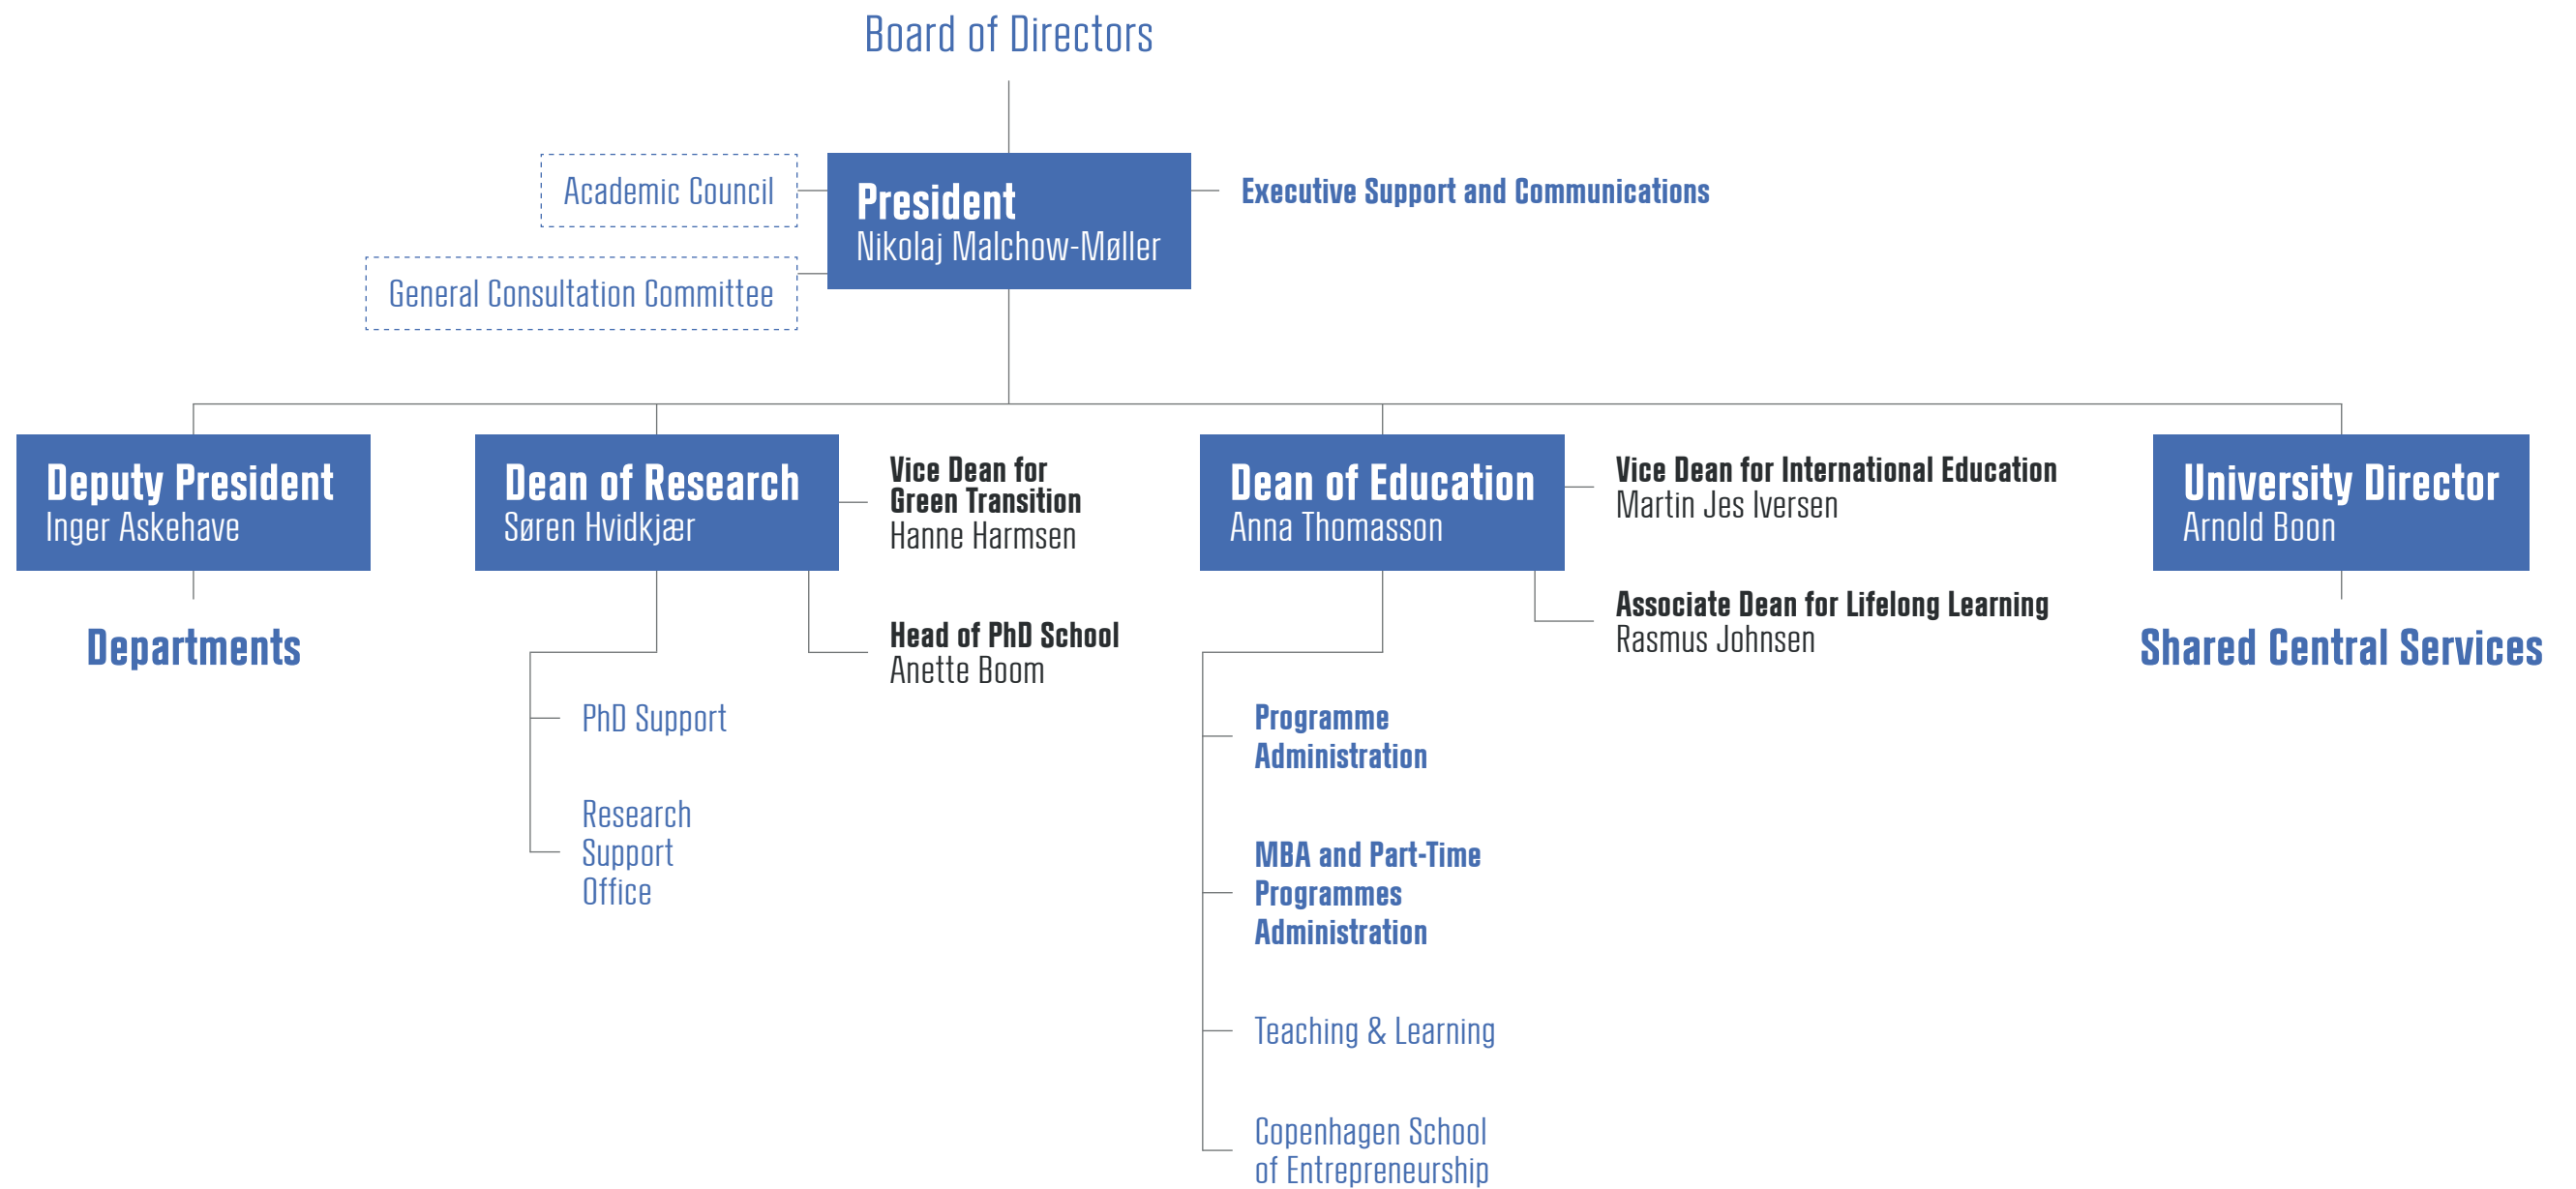 Board of Directors
Academic Council
General Consultation Committee
President
Nikolaj Malchow-Møller
Executive Support and Communications
Deputy President
Inger Askehave
Departments
Dean of Research
Søren Hvidkjær
Vice Dean for
Green Transition
Hanne Harmsen
Head of PhD School
Anette Boom
PhD Support
Research
Support
Office
Dean of Education
Anna Thomasson
Vice Dean for International Education
Martin Jes Iversen
Associate Dean for Lifelong Learning
Rasmus Johnsen
Programme
Administration
MBA and Part-Time
Programmes
Administration
Teaching & Learning
Copenhagen School
of Entrepreneurship
University Director
Arnold Boon
Shared Central Services